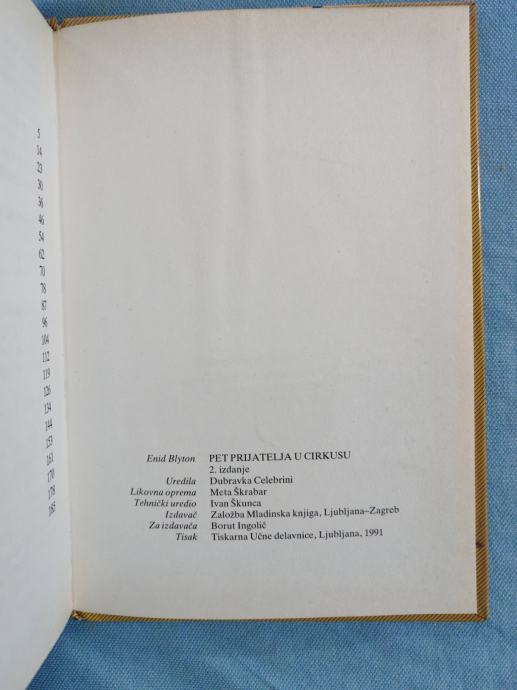 5
14
23
30
36
46
54
62
70
78
87
96
104
112
119
126
134
144
153
161
170
178
185
Enid Blyton PET PRIJATELJA U CIRKUSU
2. izdanje
Uredila Dubravka Celebrini
Likovna oprema Meta Škrabar
Tehnički uredio Ivan Škunca
Izdavač Založba Mladinska knjiga, Ljubljana–Zagreb
Za izdavača Borut Ingolič
Tisak Tiskarna Učne delavnice, Ljubljana, 1991